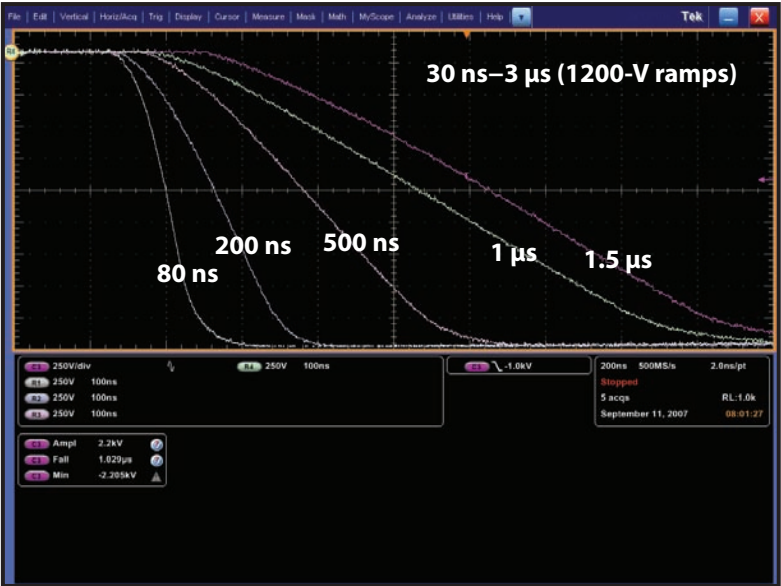 File | Edit | Vertical | Horiz/Acq | Trig | Display | Cursor | Measure | Mask | Math | MyScope | Analyze | Utilities | Help
Tek
30 ns–3 μs (1200-V ramps)
80 ns
200 ns
500 ns
1 μs
1.5 μs
C3 250V/div
R4 250V 100ns
R1 250V 100ns
R2 250V 100ns
R3 250V 100ns
C3 -1.0kV
200ns 500MS/s 2.0ns/pt
Stopped
5 acqs RL:1.0k
September 11, 2007 08:01:27
C3 Ampl 2.2kV
C3 Fall 1.029μs
C3 Min -2.205kV